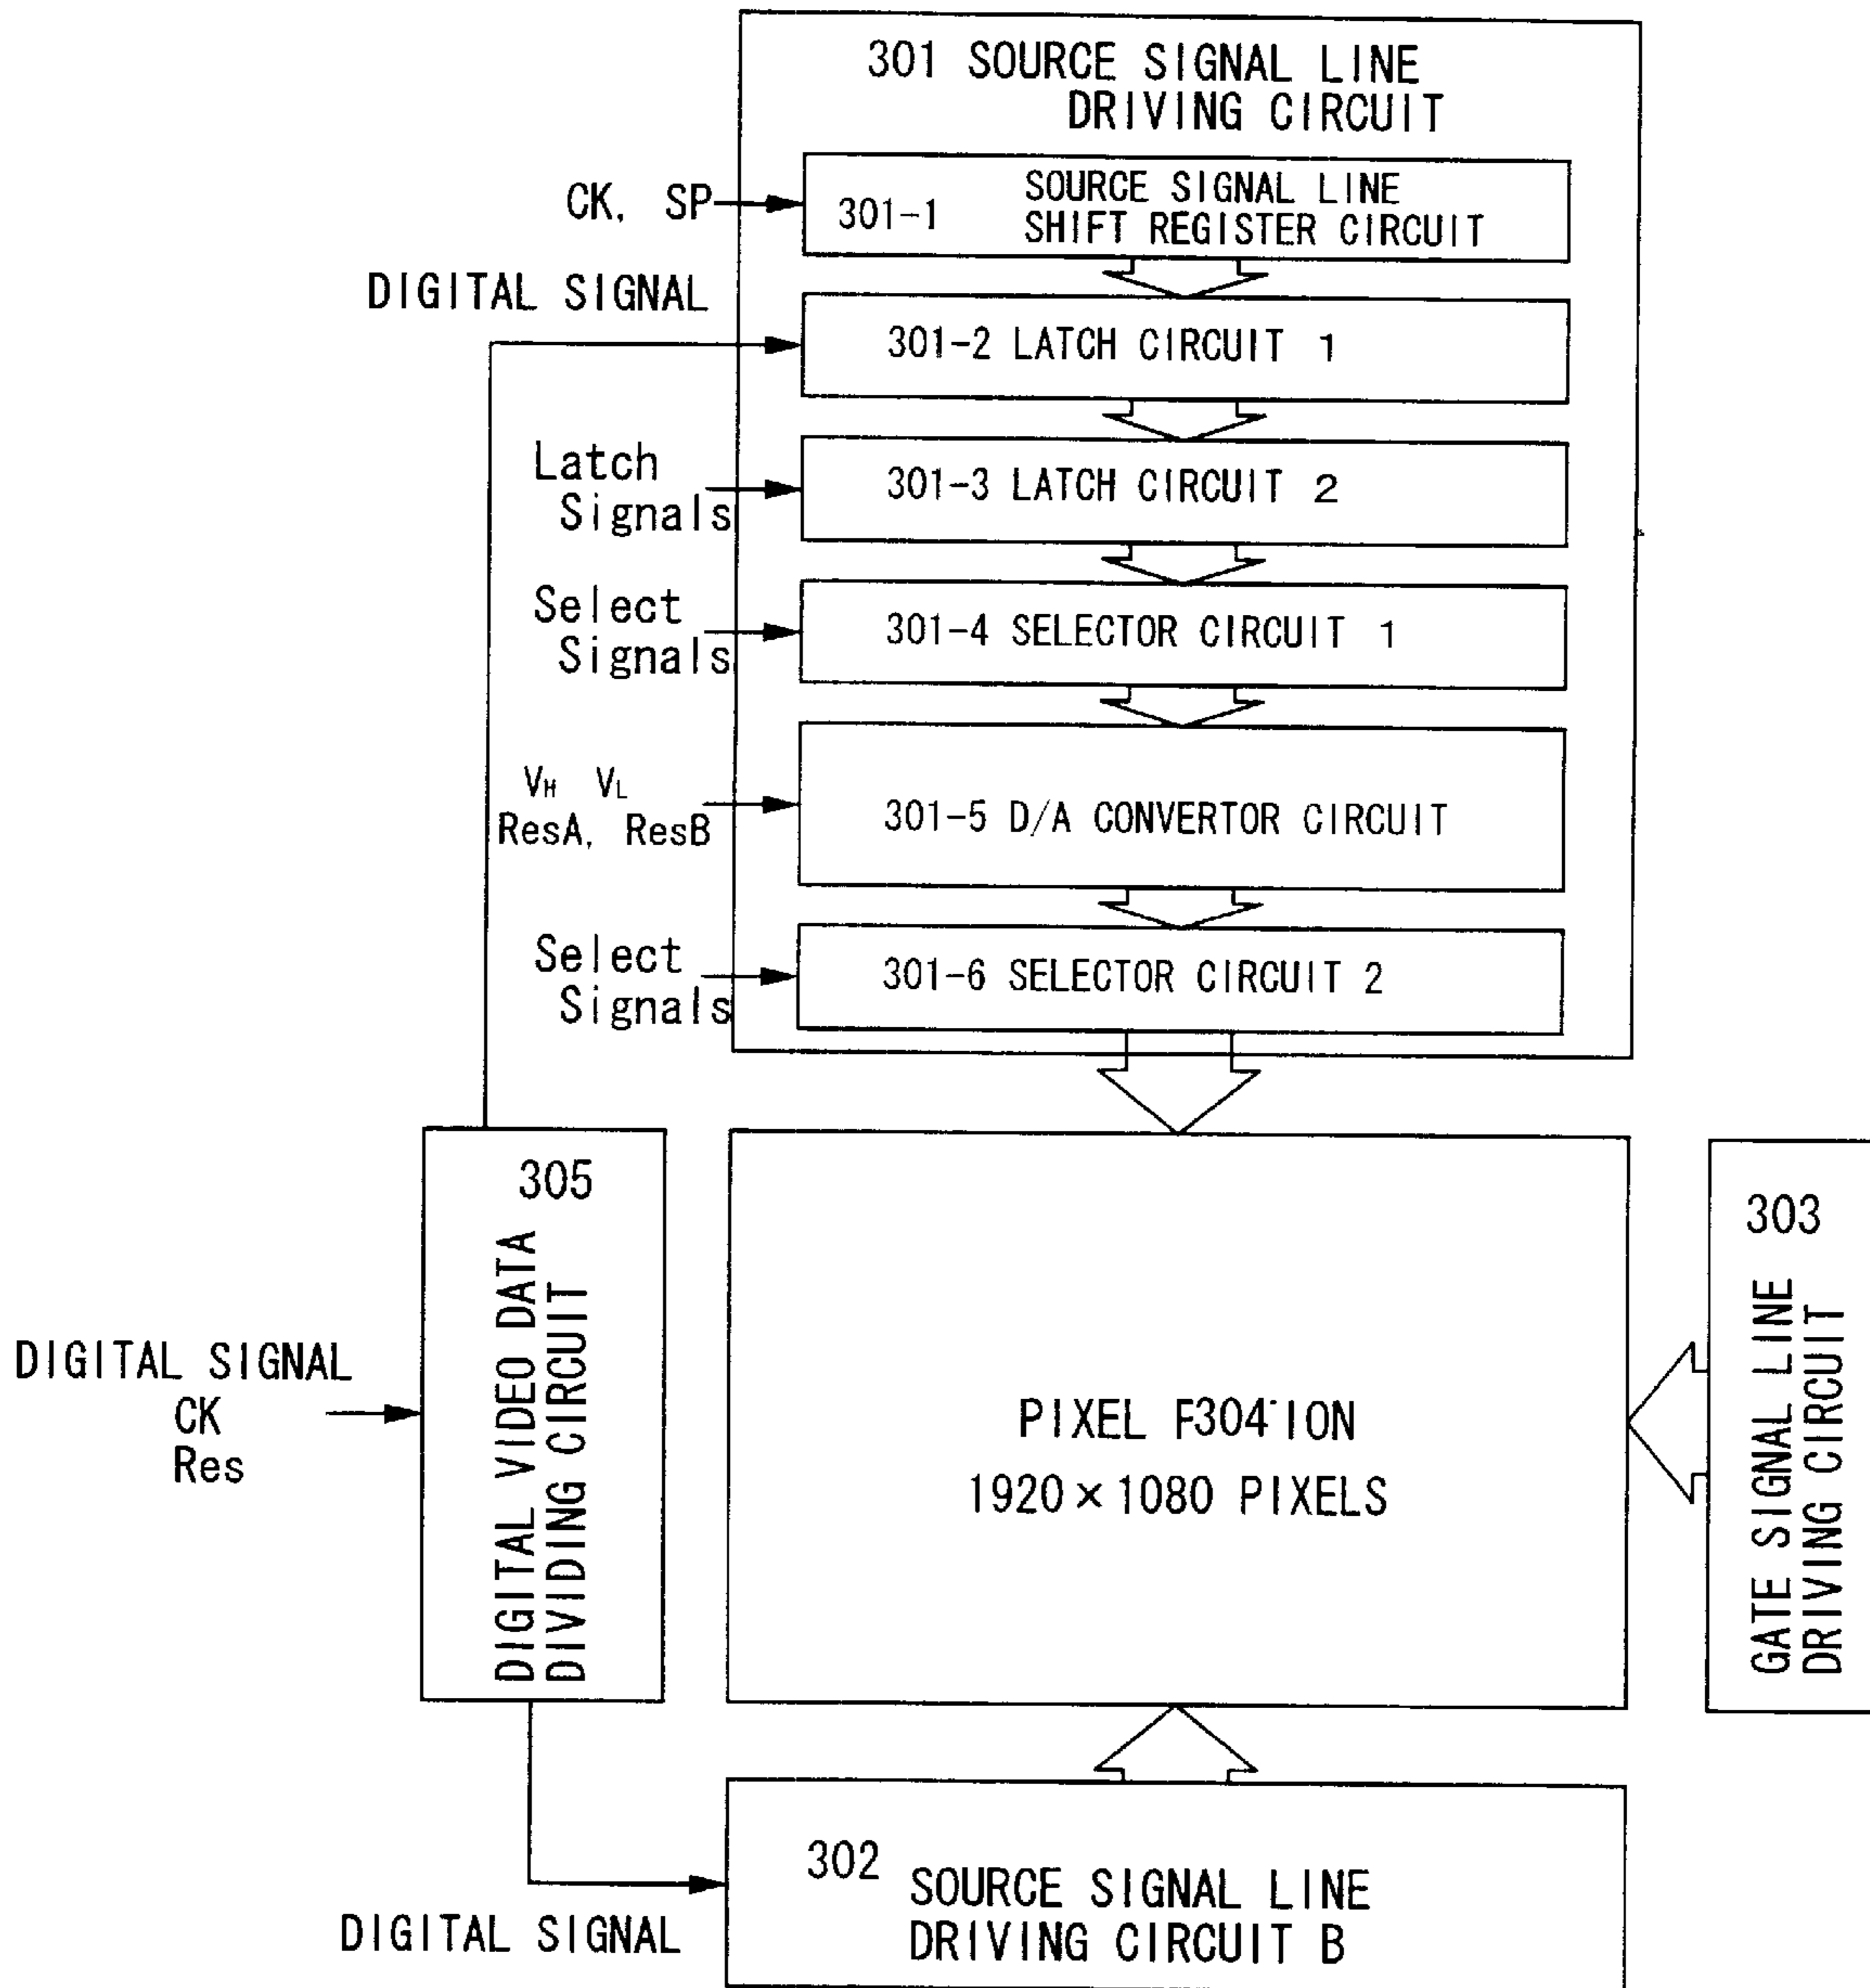 301 SOURCE SIGNAL LINE
DRIVING CIRCUIT
CK, SP
301-1
SOURCE SIGNAL LINE
SHIFT REGISTER CIRCUIT
DIGITAL SIGNAL
301-2 LATCH CIRCUIT 1
Latch
Signals
301-3 LATCH CIRCUIT 2
Select
Signals
301-4 SELECTOR CIRCUIT 1
VH VL
ResA, ResB
301-5 D/A CONVERTOR CIRCUIT
Select
Signals
301-6 SELECTOR CIRCUIT 2
305
DIGITAL VIDEO DATA
DIVIDING CIRCUIT
DIGITAL SIGNAL
CK
Res
PIXEL F304 ION
1920×1080 PIXELS
303
GATE SIGNAL LINE
DRIVING CIRCUIT
302
SOURCE SIGNAL LINE
DRIVING CIRCUIT B
DIGITAL SIGNAL